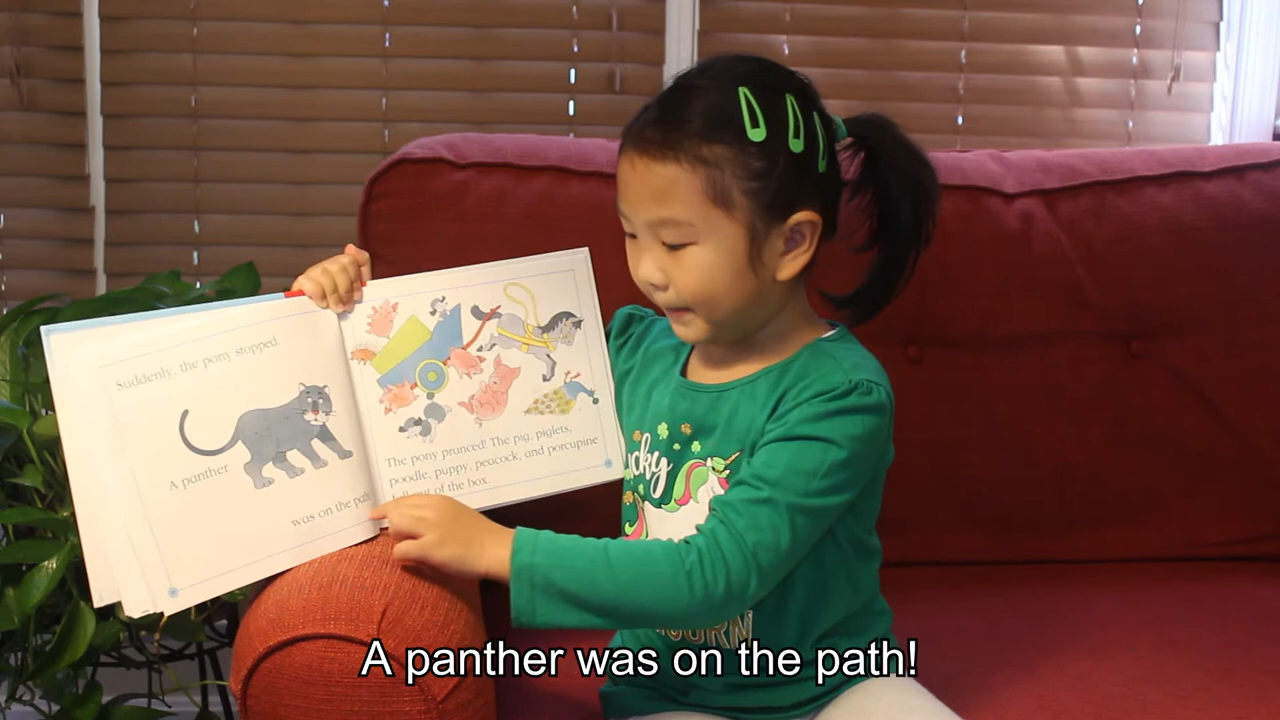 Suddenly, the pony stopped.
A panther
was on the path
The pony pranced! The pig, piglets,
poodle, puppy, peacock, and porcupine
fell out of the box.
A panther was on the path!